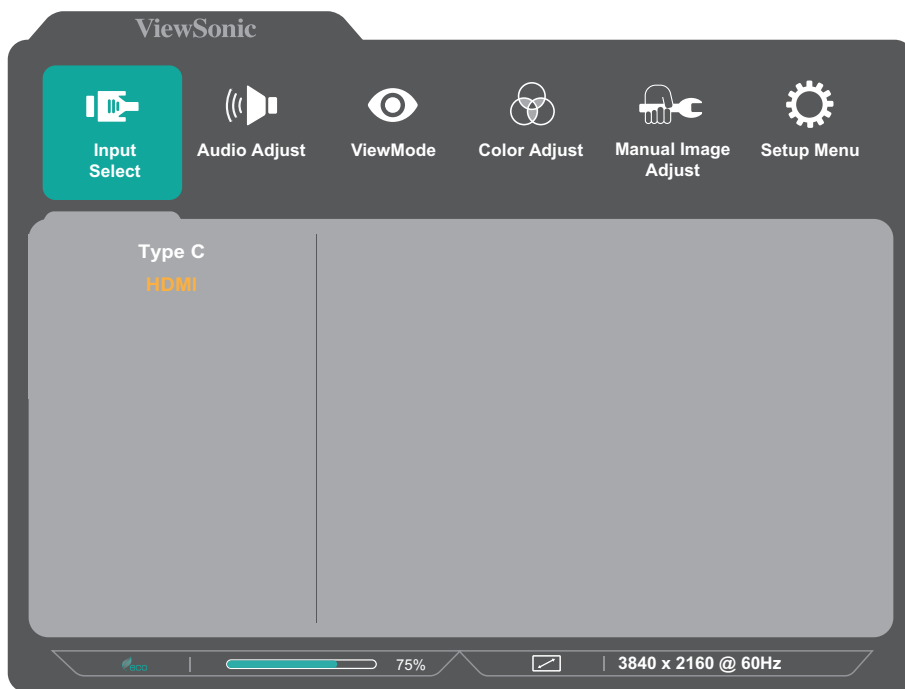 ViewSonic
Input
Select
Audio Adjust
ViewMode
Color Adjust
Manual Image
Adjust
Setup Menu
Type C
HDMI
eco
75%
3840 x 2160 @ 60Hz